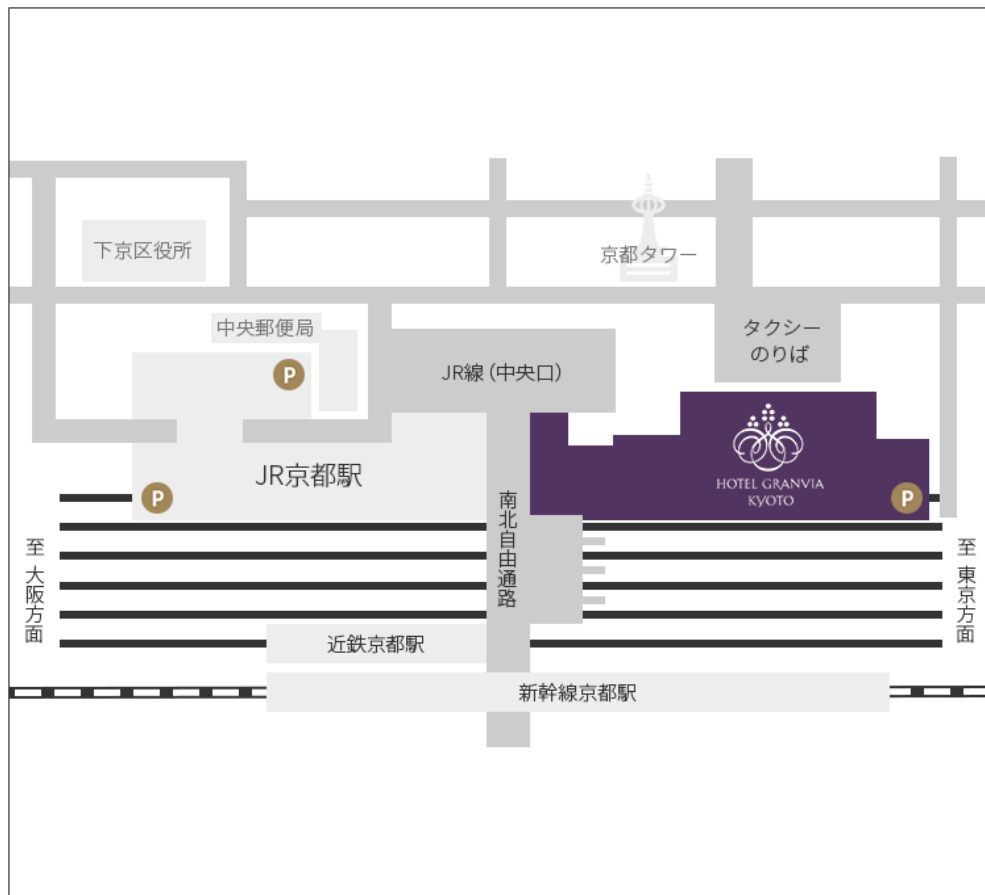 下京区役所
京都タワー
中央郵便局
タクシー
のりば
P
JR線（中央口）
HOTEL GRANVIA
KYOTO
JR京都駅
P
P
南北自由通路
至 大阪方面
至 東京方面
近鉄京都駅
新幹線京都駅